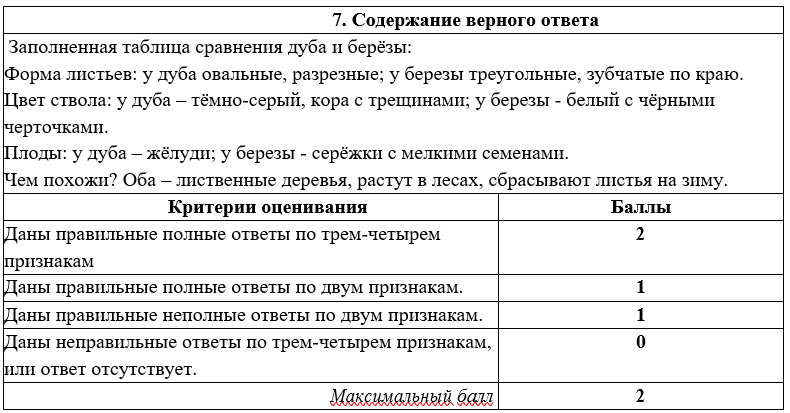 7. Содержание верного ответа
Заполненная таблица сравнения дуба и берёзы:
Форма листьев: у дуба овальные, разрезные; у березы треугольные, зубчатые по краю.
Цвет ствола: у дуба – тёмно-серый, кора с трещинами; у березы - белый с чёрными
черточками.
Плоды: у дуба – жёлуди; у березы - серёжки с мелкими семенами.
Чем похожи? Оба – лиственные деревья, растут в лесах, сбрасывают листья на зиму.
Критерии оценивания Баллы
Даны правильные полные ответы по трем-четырем 2
признакам
Даны правильные полные ответы по двум признакам. 1
Даны правильные неполные ответы по двум признакам. 1
Даны неправильные ответы по трем-четырем признакам, 0
или ответ отсутствует.
Максимальный балл 2